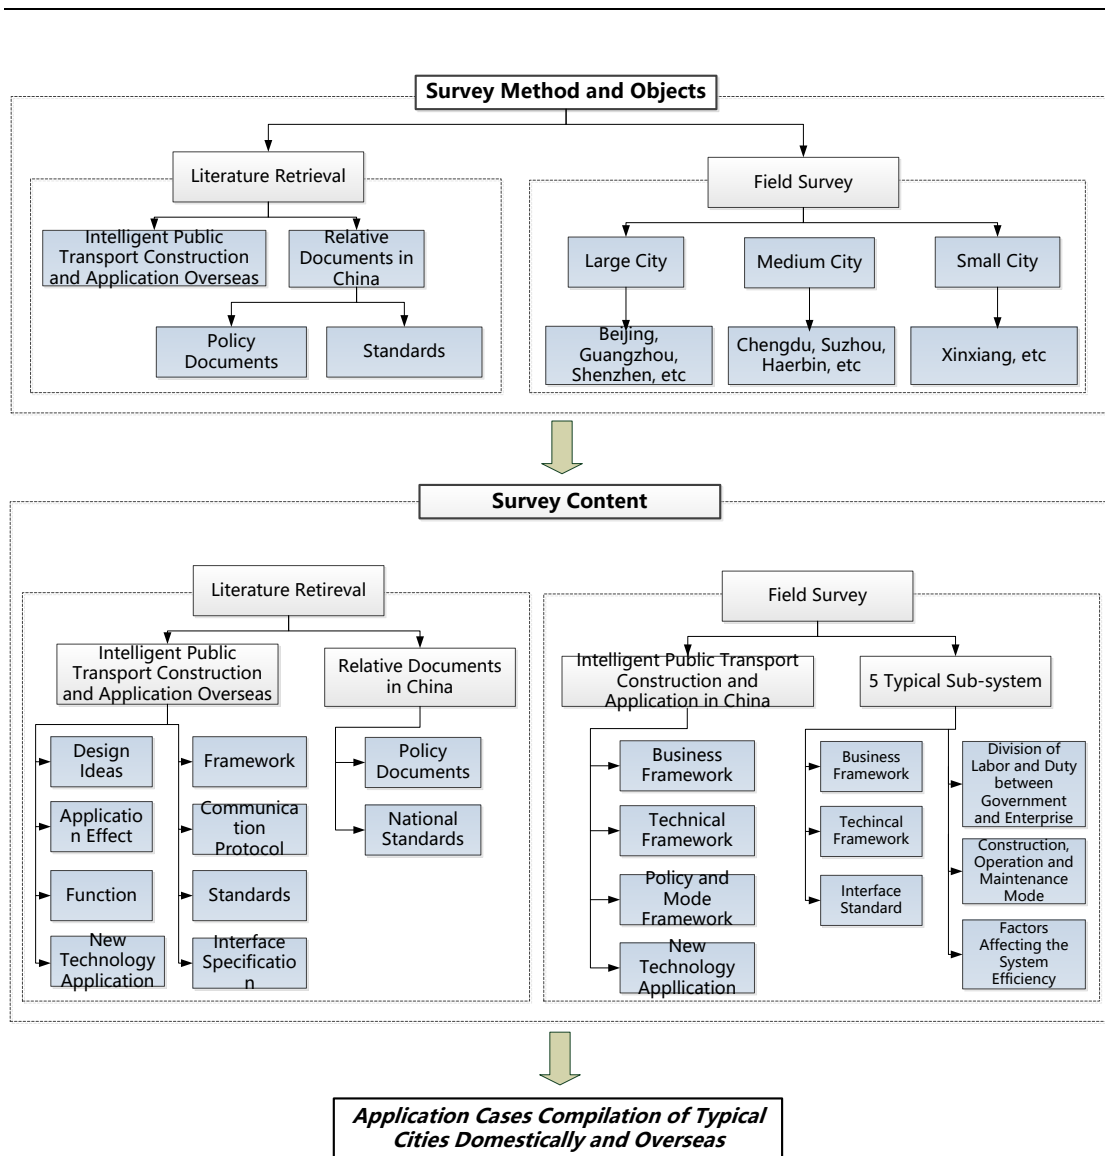 Survey Method and Objects
Literature Retrieval
Field Survey
Intelligent Public
Transport Construction
and Application Overseas
Relative
Documents in
China
Large City
Medium City
Small City
Policy
Documents
Standards
Beijing,
Guangzhou,
Shenzhen, etc
Chengdu, Suzhou,
Haerbin, etc
Xinxiang, etc
Survey Content
Literature Retireval
Field Survey
Intelligent Public
Transport Construction
and Application Overseas
Relative Documents
in China
Intelligent Public Transport
Construction and
Application in China
5 Typical Sub-system
Design
Ideas
Applicatio
n Effect
Function
New
Technology
Application
Framework
Communica
tion
Protocol
Standards
Interface
Specificatio
n
Policy
Documents
National
Standards
Business
Framework
Technical
Framework
Policy and
Mode
Framework
New
Technology
Appllication
Business
Framework
Techincal
Framework
Interface
Standard
Division of
Labor and Duty
between
Government
and Enterprise
Construction,
Operation and
Maintenance
Mode
Factors
Affecting the
System
Efficiency
Application Cases Compilation of Typical
Cities Domestically and Overseas